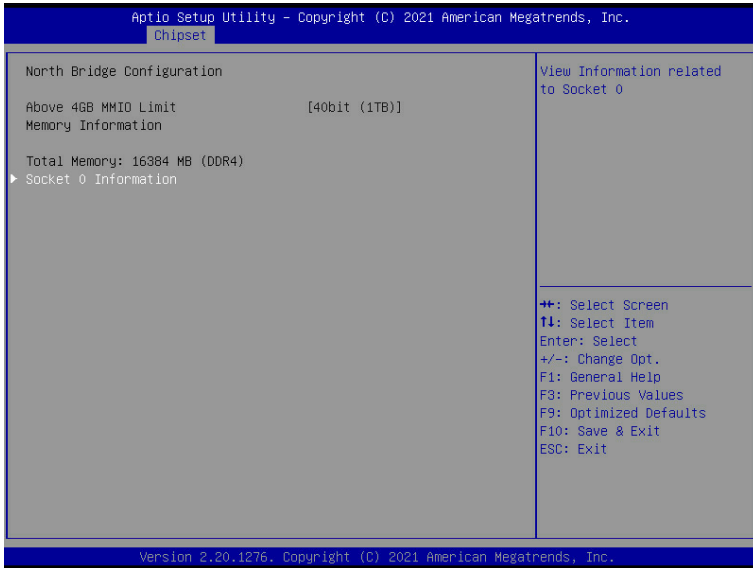 Aptio Setup Utility – Copyright (C) 2021 American Megatrends, Inc.
Chipset
North Bridge Configuration
Above 4GB MMIO Limit [40bit (1TB)]
Memory Information
Total Memory: 16384 MB (DDR4)
Socket 0 Information
View Information related
to Socket 0
→←: Select Screen
↑↓: Select Item
Enter: Select
+/-: Change Opt.
F1: General Help
F3: Previous Values
F9: Optimized Defaults
F10: Save & Exit
ESC: Exit
Version 2.20.1276. Copyright (C) 2021 American Megatrends, Inc.